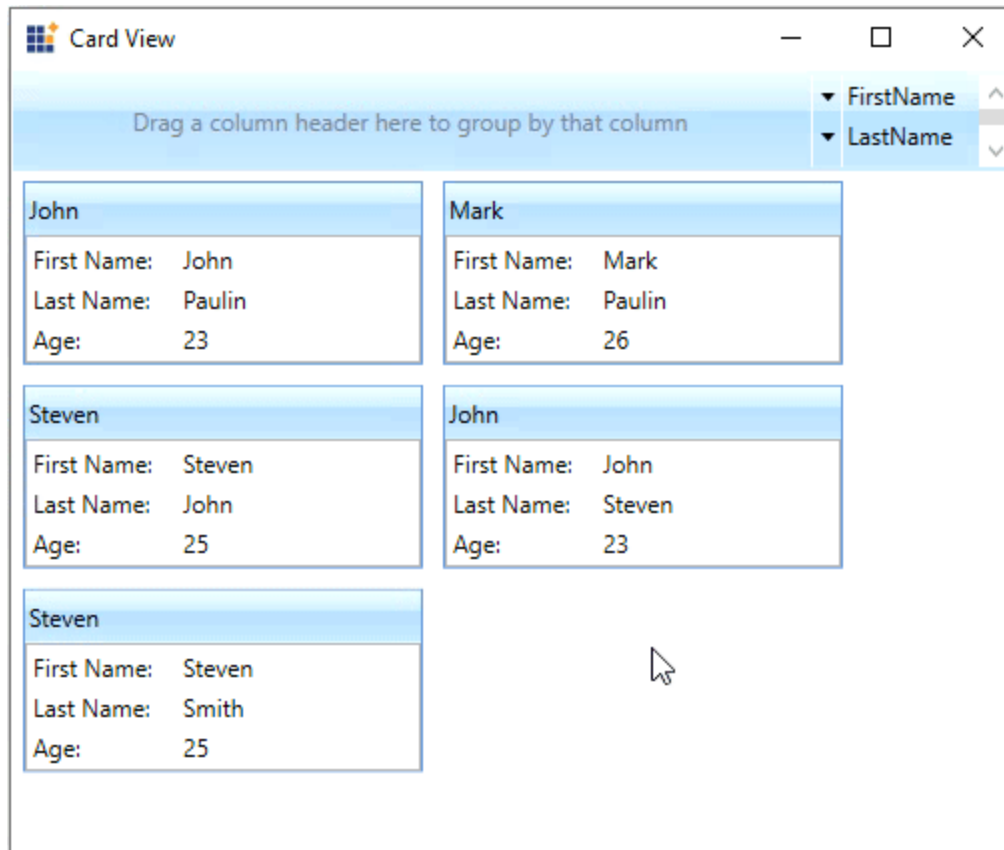 Card View
Drag a column header here to group by that column
FirstName
LastName
John
First Name: John
Last Name: Paulin
Age: 23
Mark
First Name: Mark
Last Name: Paulin
Age: 26
Steven
First Name: Steven
Last Name: John
Age: 25
John
First Name: John
Last Name: Steven
Age: 23
Steven
First Name: Steven
Last Name: Smith
Age: 25